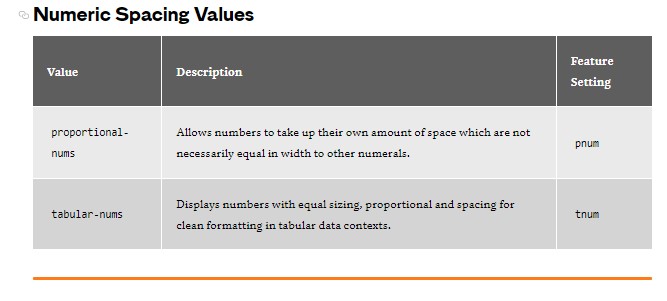 Numeric Spacing Values
Value
Description
Feature
Setting
proportional-
nums
Allows numbers to take up their own amount of space which are not
necessarily equal in width to other numerals.
pnum
tabular-nums
Displays numbers with equal sizing, proportional and spacing for
clean formatting in tabular data contexts.
tnum